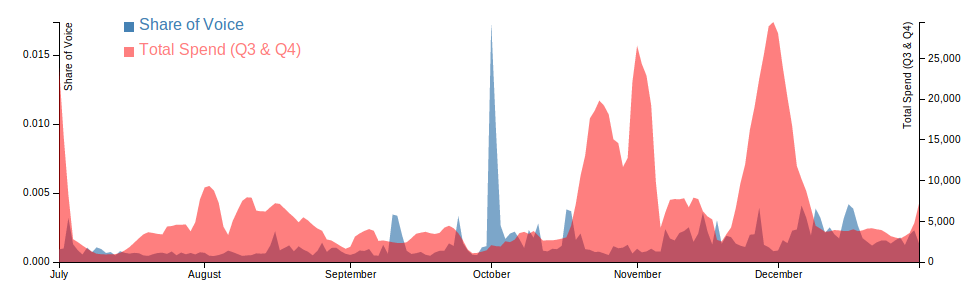 Share of Voice
Total Spend (Q3 & Q4)
Share of Voice
0.015
0.010
0.005
0.000
Total Spend (Q3 & Q4)
25,000
20,000
15,000
10,000
5,000
0
July
August
September
October
November
December